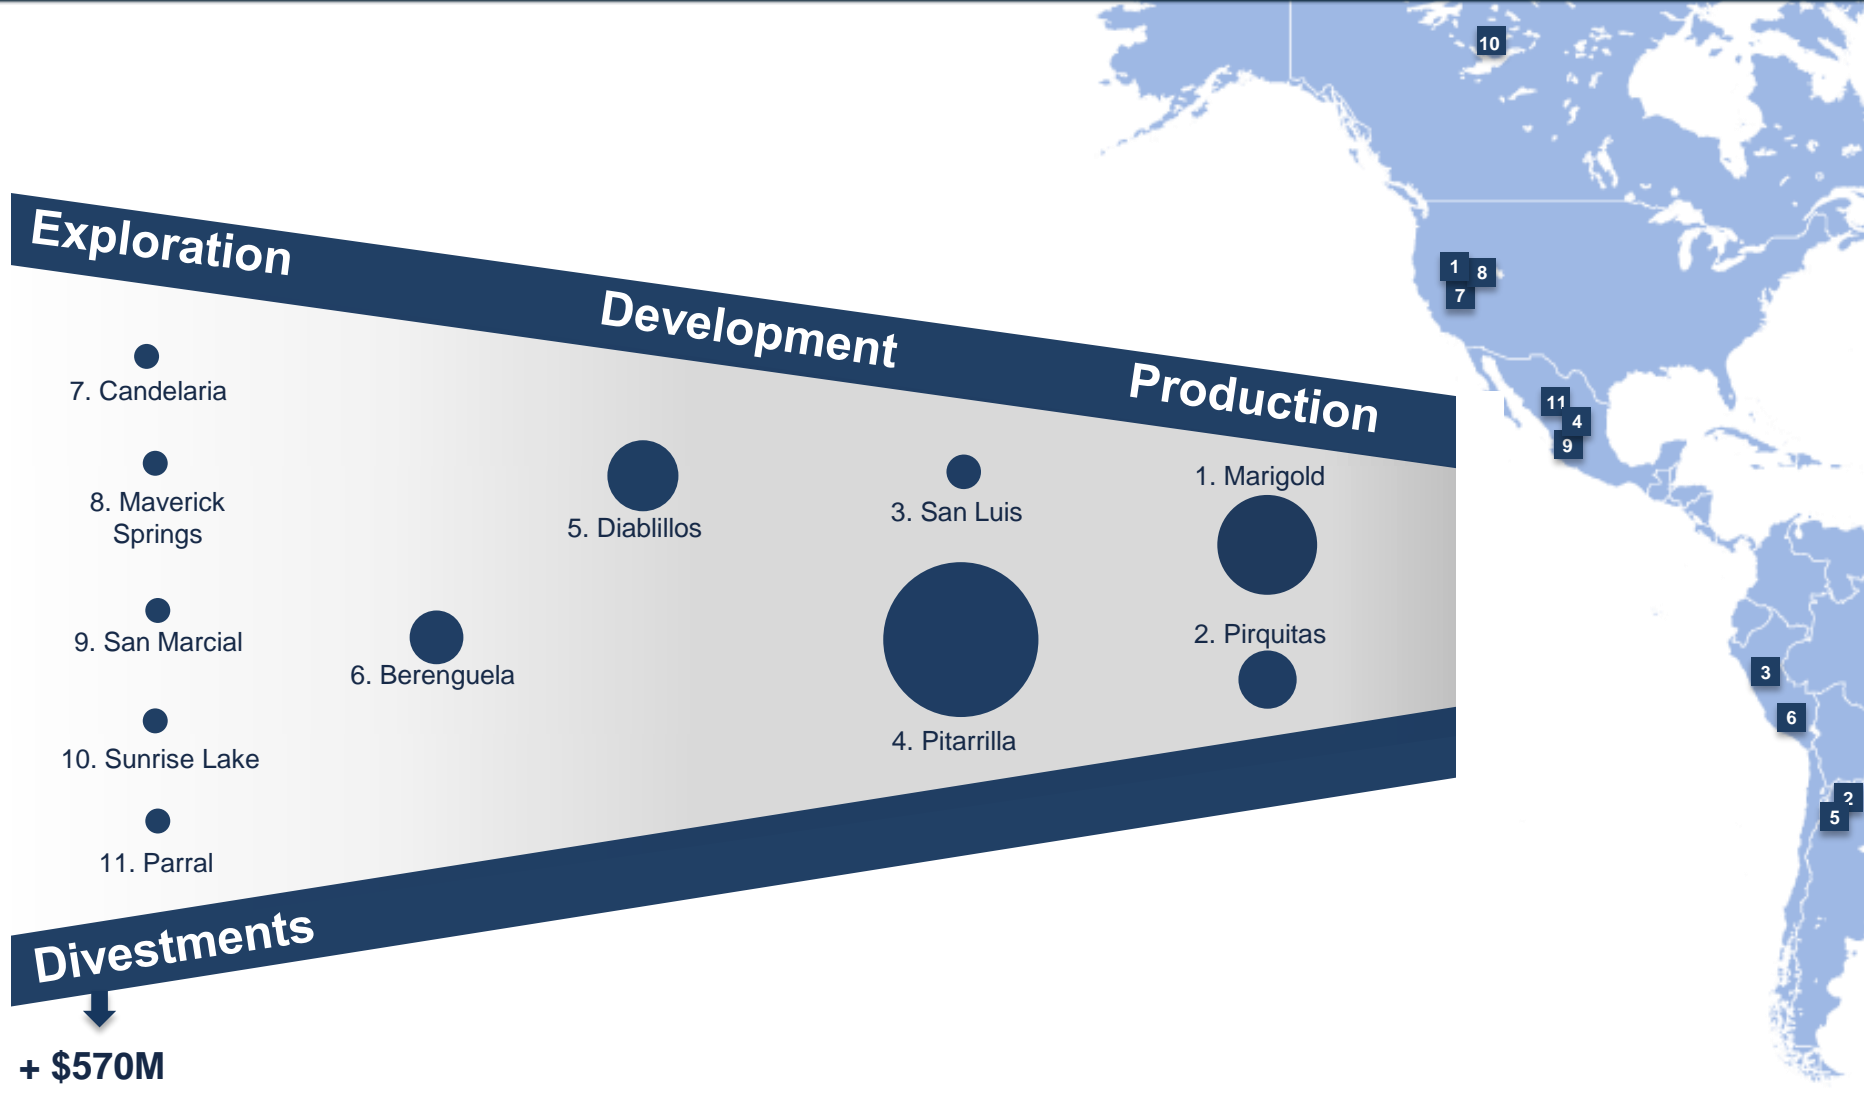 Exploration
Development
Production
7. Candelaria
8. Maverick
Springs
9. San Marcial
10. Sunrise Lake
11. Parral
6. Berenguela
5. Diablillos
3. San Luis
4. Pitarrilla
1. Marigold
2. Pirquitas
Divestments
+ $570M
10
1
8
7
11
4
9
3
6
2
5